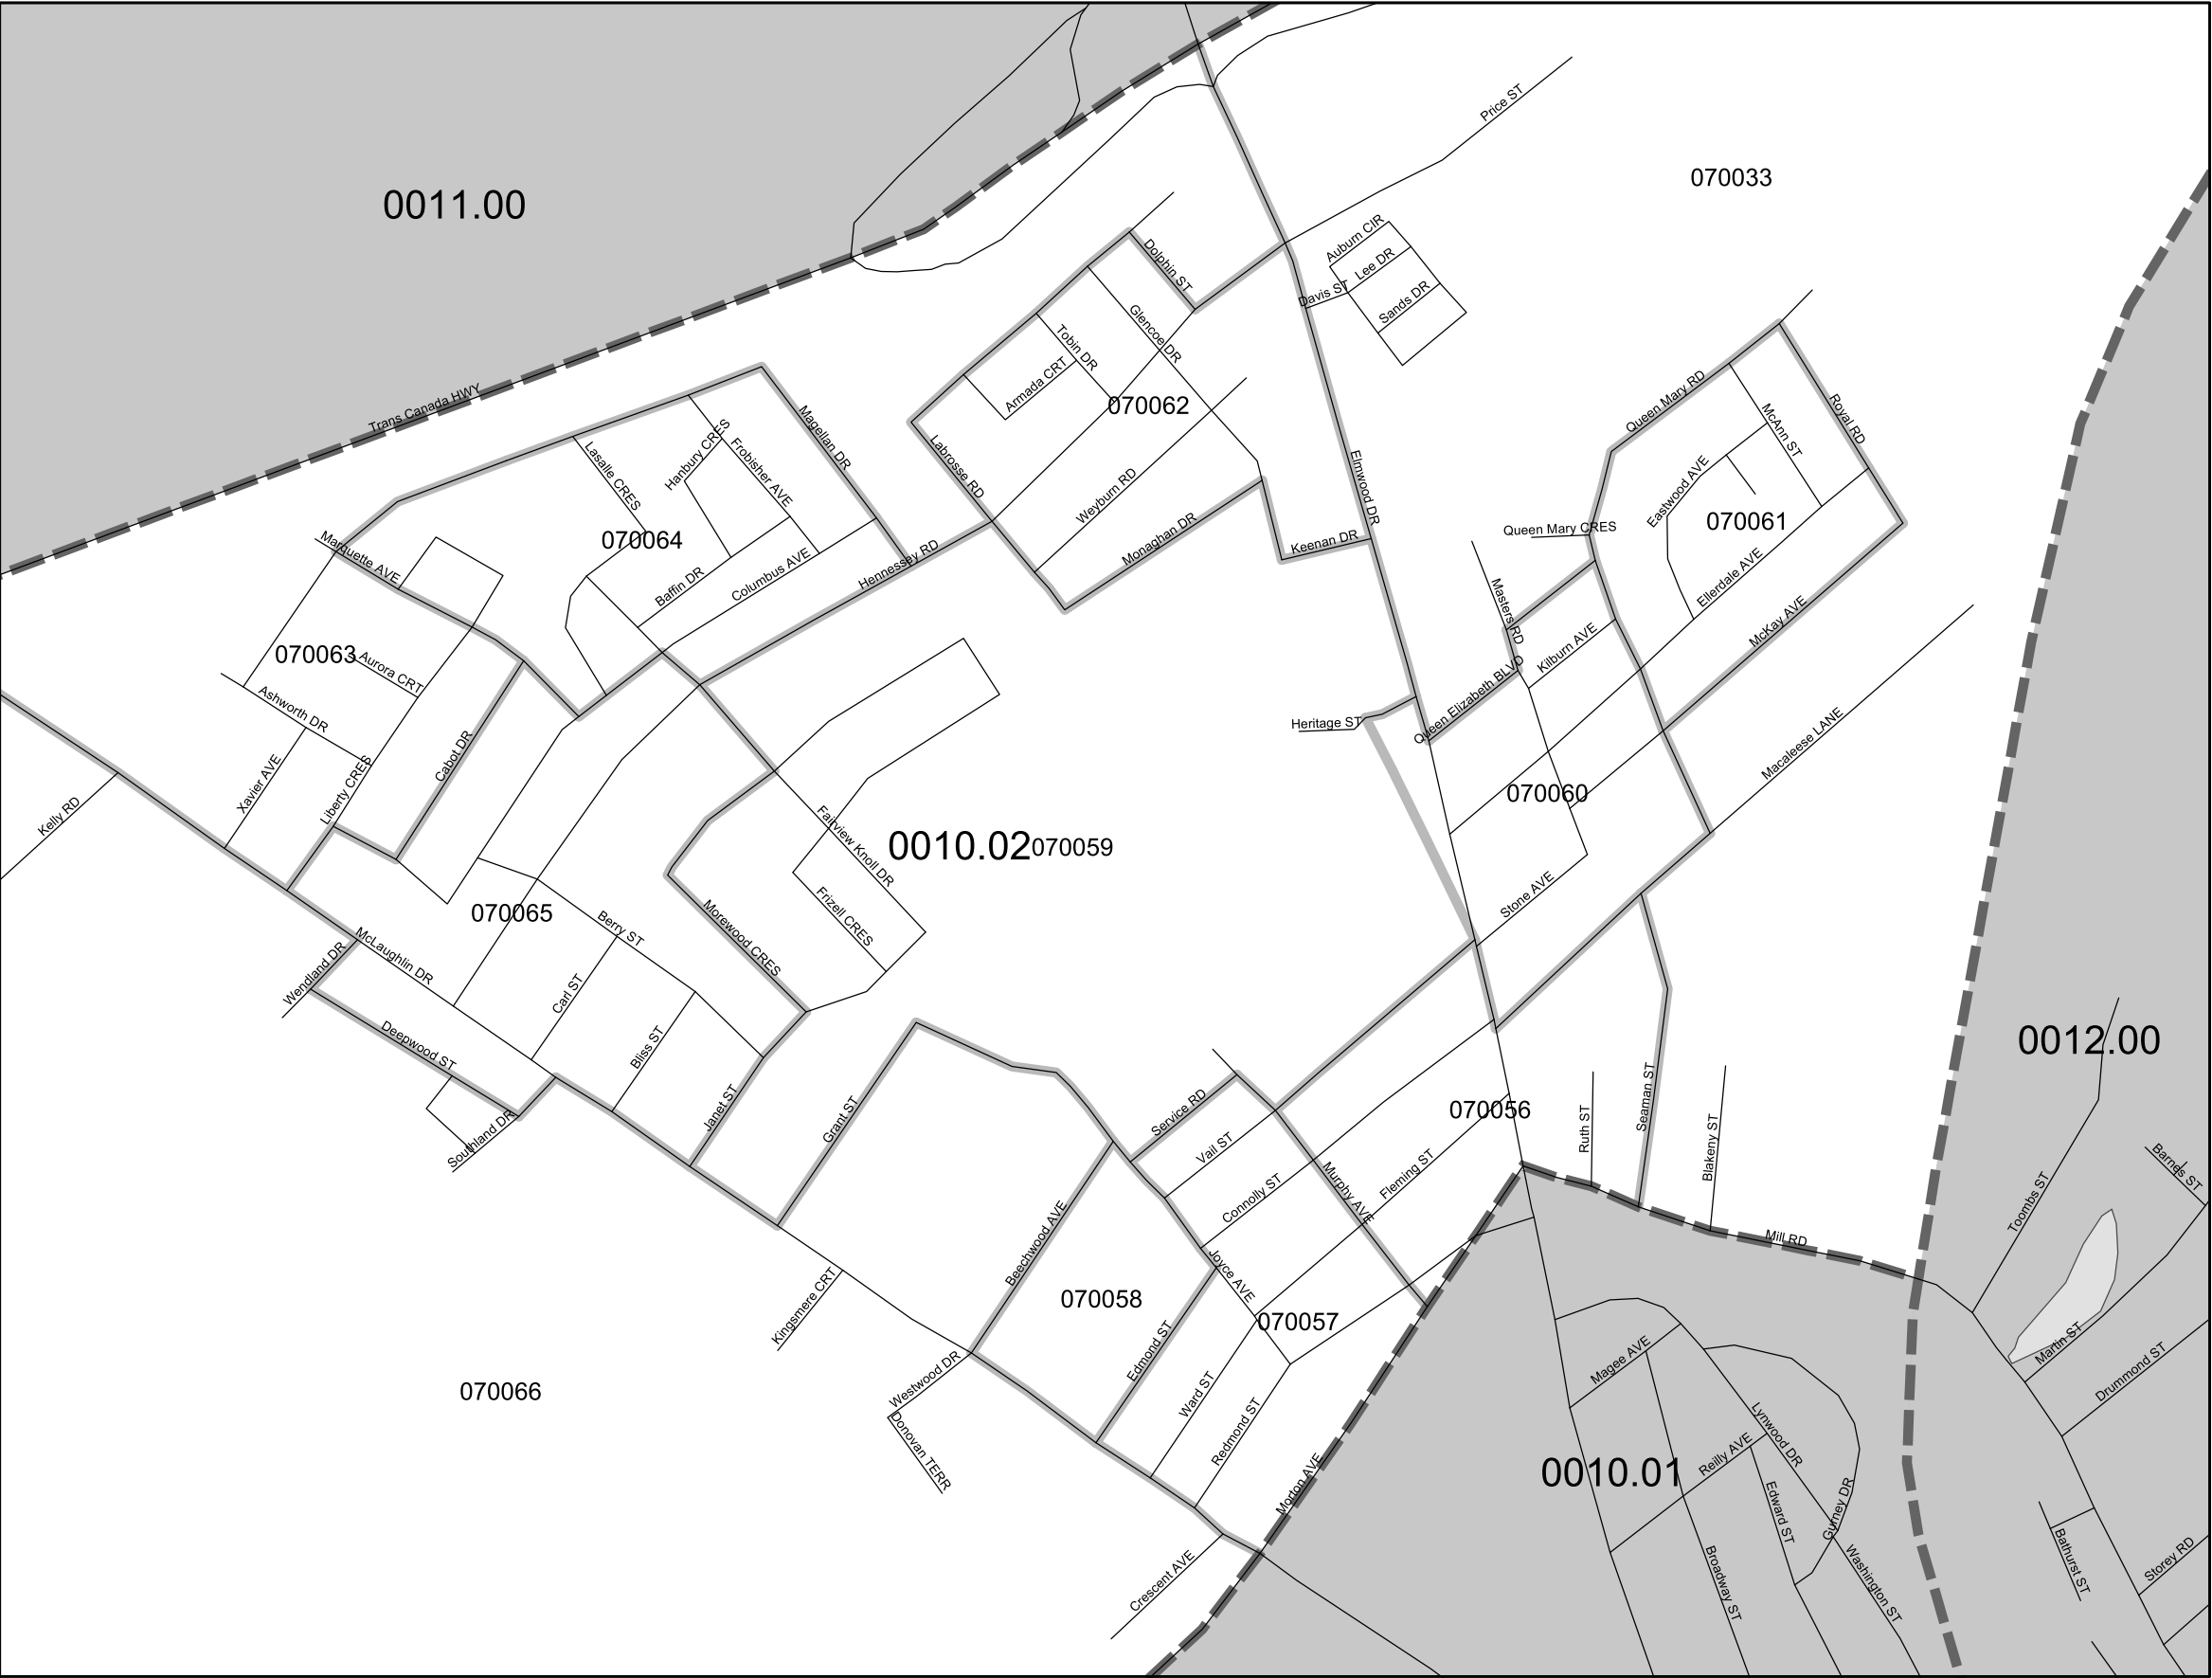 Price ST
070033
0011.00
Auburn CIR
Lee DR
Dolphin ST
Davis ST
Sands DR
Glencoe DR
Tobin DR
Armada CRT
070062
Trans Canada HWY
Queen Mary RD
McAnn ST
Royal RD
Magellan DR
Hanbury CRES
Frobisher AVE
Lasalle CRES
Labrosse RD
Weyburn RD
Elmwood DR
Eastwood AVE
070061
Queen Mary CRES
Monaghan DR
Keenan DR
070064
Marquette AVE
Hennessey RD
Columbus AVE
Baffin DR
Ellerdale AVE
Masters RD
McKay AVE
Kilburn AVE
070063
Aurora CRT
Ashworth DR
Queen Elizabeth BLVD
Heritage ST
Macaleese LANE
Cabot DR
Xavier AVE
Liberty CRES
Kelly RD
070060
0010.02
070059
Fairview Knoll DR
Frizell CRES
070065
Berry ST
Stone AVE
Morewood CRES
McLaughlin DR
Wendland DR
Carl ST
Deepwood ST
Bliss ST
0012.00
Janet ST
Grant ST
Southland DR
Service RD
Vail ST
070056
Ruth ST
Seaman ST
Blakeny ST
Murphy AVE
Fleming ST
Connolly ST
Barnes ST
Toombs ST
Mill RD
Beechwood AVE
Joyce AVE
070058
070057
Kingsmere CRT
Edmond ST
Martin ST
Drummond ST
Magee AVE
070066
Westwood DR
Donovan TERR
Ward ST
Redmond ST
Lynwood DR
Reilly AVE
0010.01
Morton AVE
Edward ST
Gurney DR
Crescent AVE
Broadway ST
Washington ST
Bathurst ST
Storey RD